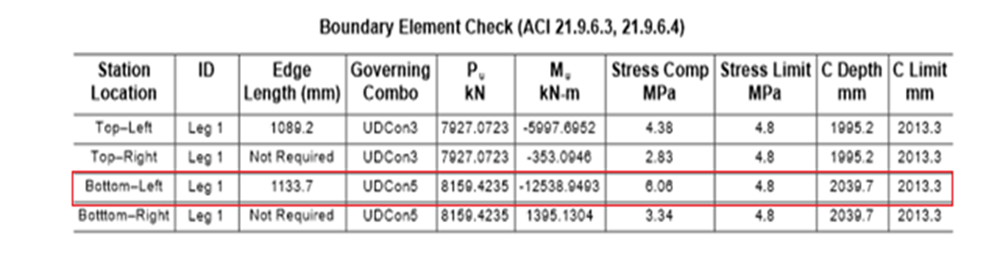 Boundary Element Check (ACI 21.9.6.3, 21.9.6.4)
Station Location ID Edge Length (mm) Governing Combo Pu kN Mu kN-m Stress Comp MPa Stress Limit MPa C Depth mm C Limit mm
Top–Left Leg 1 1089.2 UDCon3 7927.0723 -5997.6952 4.38 4.8 1995.2 2013.3
Top–Right Leg 1 Not Required UDCon3 7927.0723 -353.0946 2.83 4.8 1995.2 2013.3
Bottom–Left Leg 1 1133.7 UDCon5 8159.4235 -12538.9493 6.06 4.8 2039.7 2013.3
Botttom–Right Leg 1 Not Required UDCon5 8159.4235 1395.1304 3.34 4.8 2039.7 2013.3